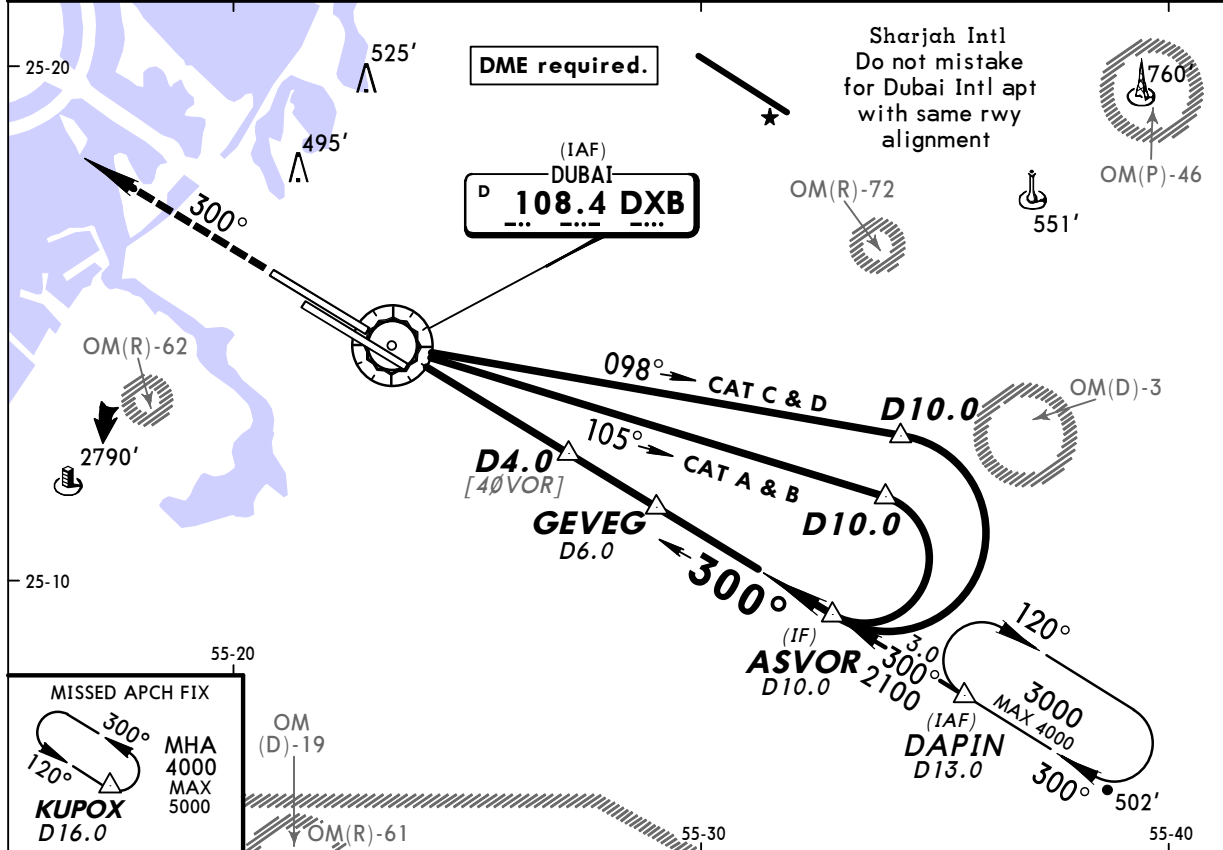 25-20
525'
495'
DME required.
Sharjah Intl
Do not mistake
for Dubai Intl apt
with same rwy
alignment
760'
OM(P)-46
(IAF)
DUBAI
D 108.4 DXB
OM(R)-72
551'
300°
OM(R)-62
2790'
098° CAT C & D
D10.0
OM(D)-3
105° CAT A & B
D10.0
D4.0
[40VOR]
GEVEG
D6.0
300°
25-10
(IF)
ASVOR
D10.0
3.0
300°
2100
120°
3000
MAX 4000
(IAF)
DAPIN
D13.0
300°
502'
55-20
MISSED APCH FIX
300°
120°
MHA
4000
MAX
5000
KUPOX
D16.0
OM
(D)-19
OM(R)-61
55-30
55-40